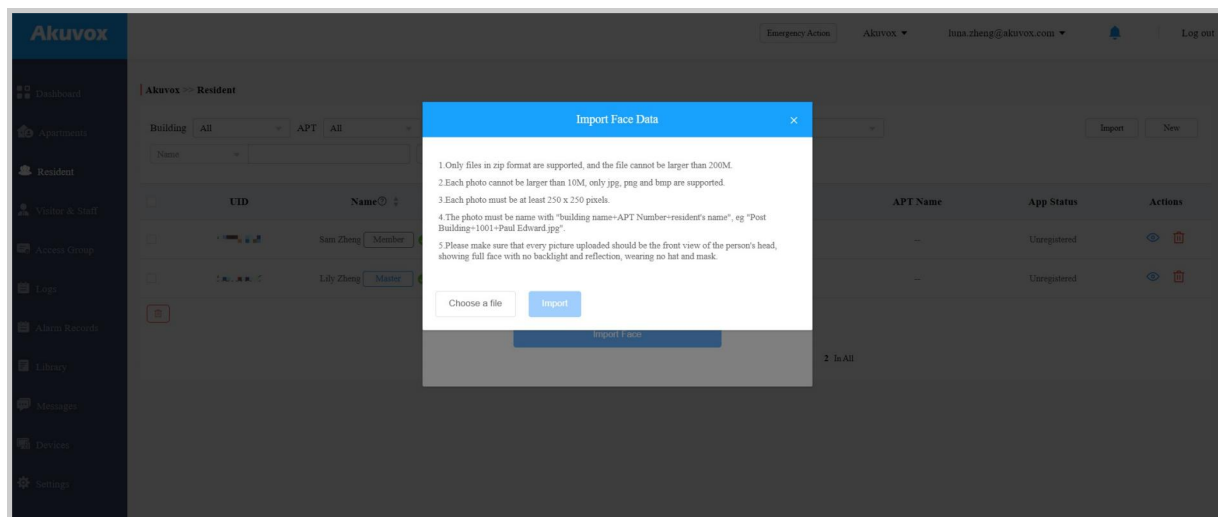 Akuvox
Emergency Action
Akuvox
luna.zheng@akuvox.com
Log out
Dashboard
Akuvox >> Resident
Apartments
Building All
APT All
Import
New
Name
Resident
Visitor & Staff
UID
Name
APT Name
App Status
Actions
Access Group
Sam Zheng Member
--
Unregistered
Logs
Lily Zheng Master
--
Unregistered
Alarm Records
Library
2 In All
Messages
Devices
Settings
Import Face Data
1.Only files in zip format are supported, and the file cannot be larger than 200M.
2.Each photo cannot be larger than 10M, only jpg, png and bmp are supported.
3.Each photo must be at least 250 x 250 pixels.
4.The photo must be name with "building name+APT Number+resident's name", eg "Post
Building+1001+Paul Edward.jpg".
5.Please make sure that every picture uploaded should be the front view of the person's head,
showing full face with no backlight and reflection, wearing no hat and mask.
Choose a file
Import
Import Face